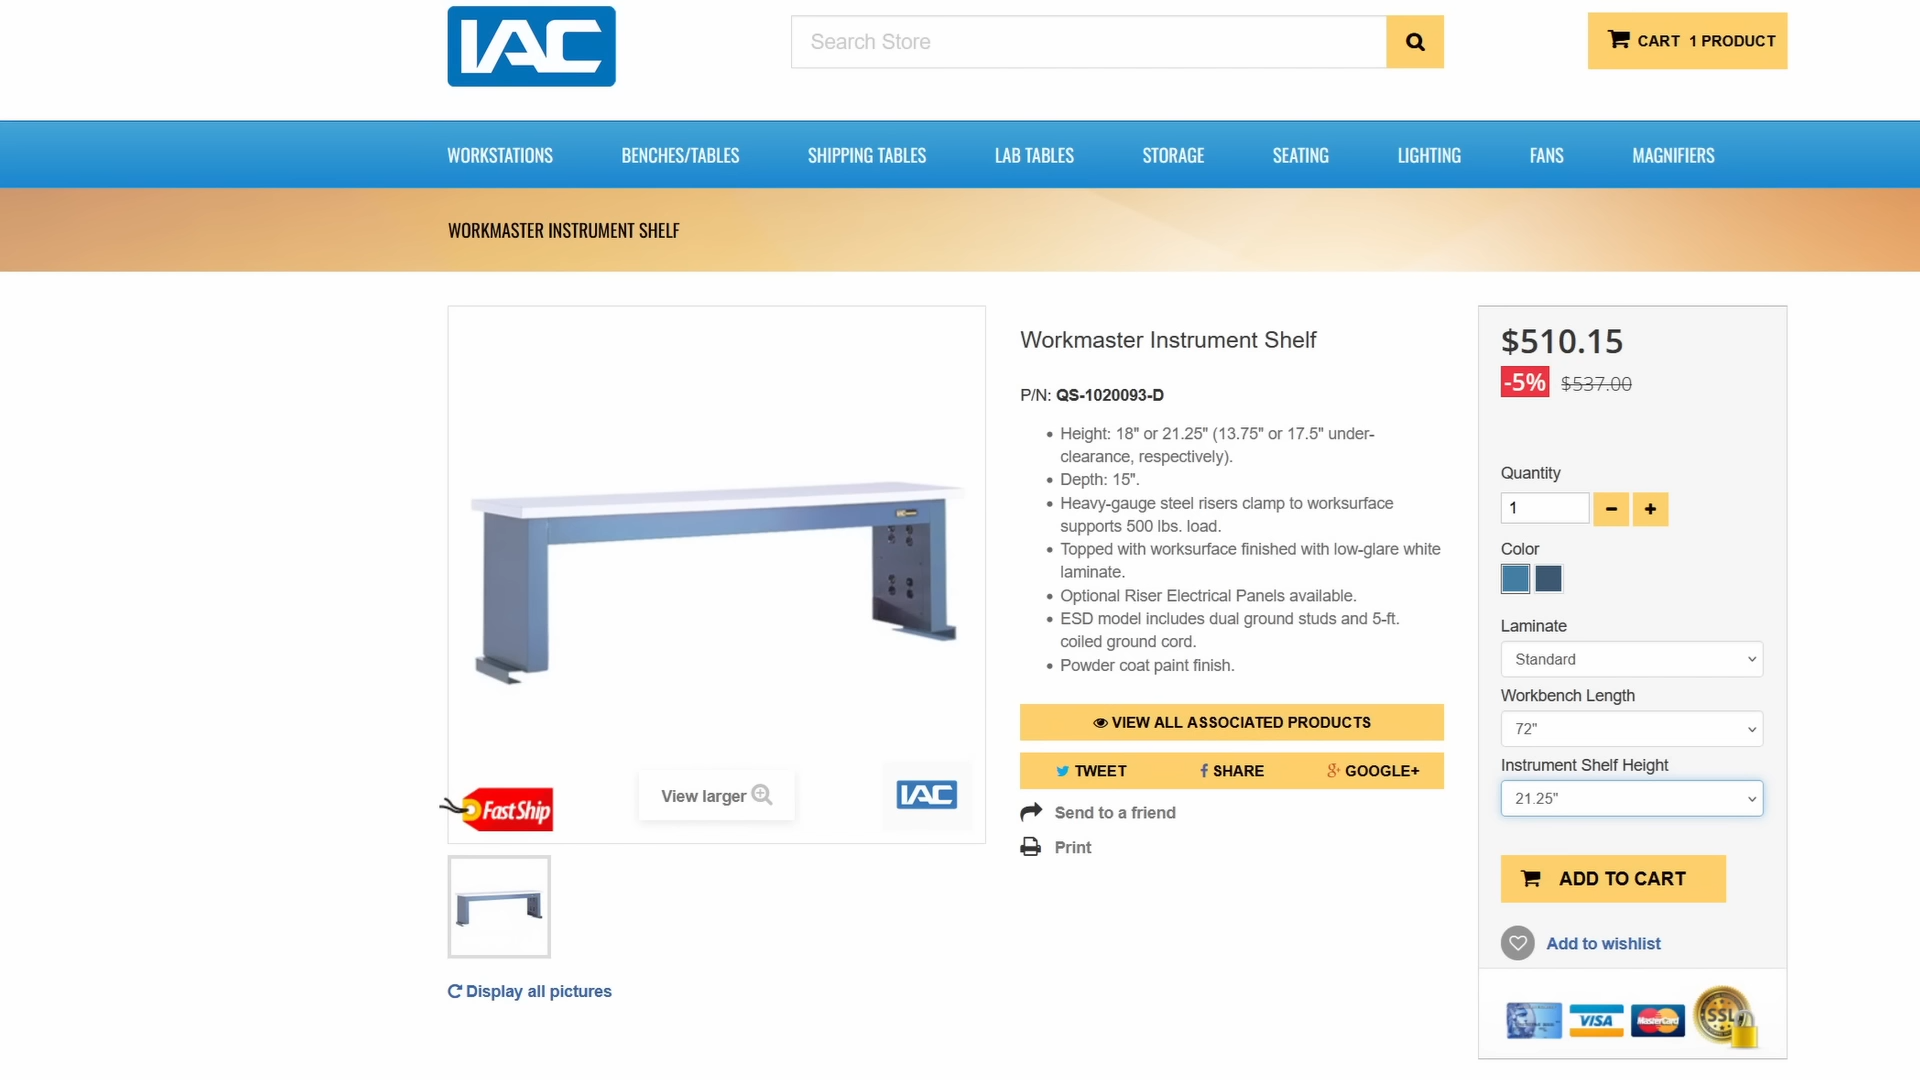 IAC
Search Store
CART 1 PRODUCT
WORKSTATIONS BENCHES/TABLES SHIPPING TABLES LAB TABLES STORAGE SEATING LIGHTING FANS MAGNIFIERS
WORKMASTER INSTRUMENT SHELF
Workmaster Instrument Shelf
P/N: QS-1020093-D
Height: 18" or 21.25" (13.75" or 17.5" under-
clearance, respectively).
Depth: 15".
Heavy-gauge steel risers clamp to worksurface
supports 500 lbs. load.
Topped with worksurface finished with low-glare white
laminate.
Optional Riser Electrical Panels available.
ESD model includes dual ground studs and 5-ft.
coiled ground cord.
Powder coat paint finish.
VIEW ALL ASSOCIATED PRODUCTS
TWEET SHARE GOOGLE+
Send to a friend
Print
FastShip
View larger
IAC
Display all pictures
$510.15
-5% $537.00
Quantity
1
Color
Laminate
Standard
Workbench Length
72"
Instrument Shelf Height
21.25"
ADD TO CART
Add to wishlist
VISA
MasterCard
SSL